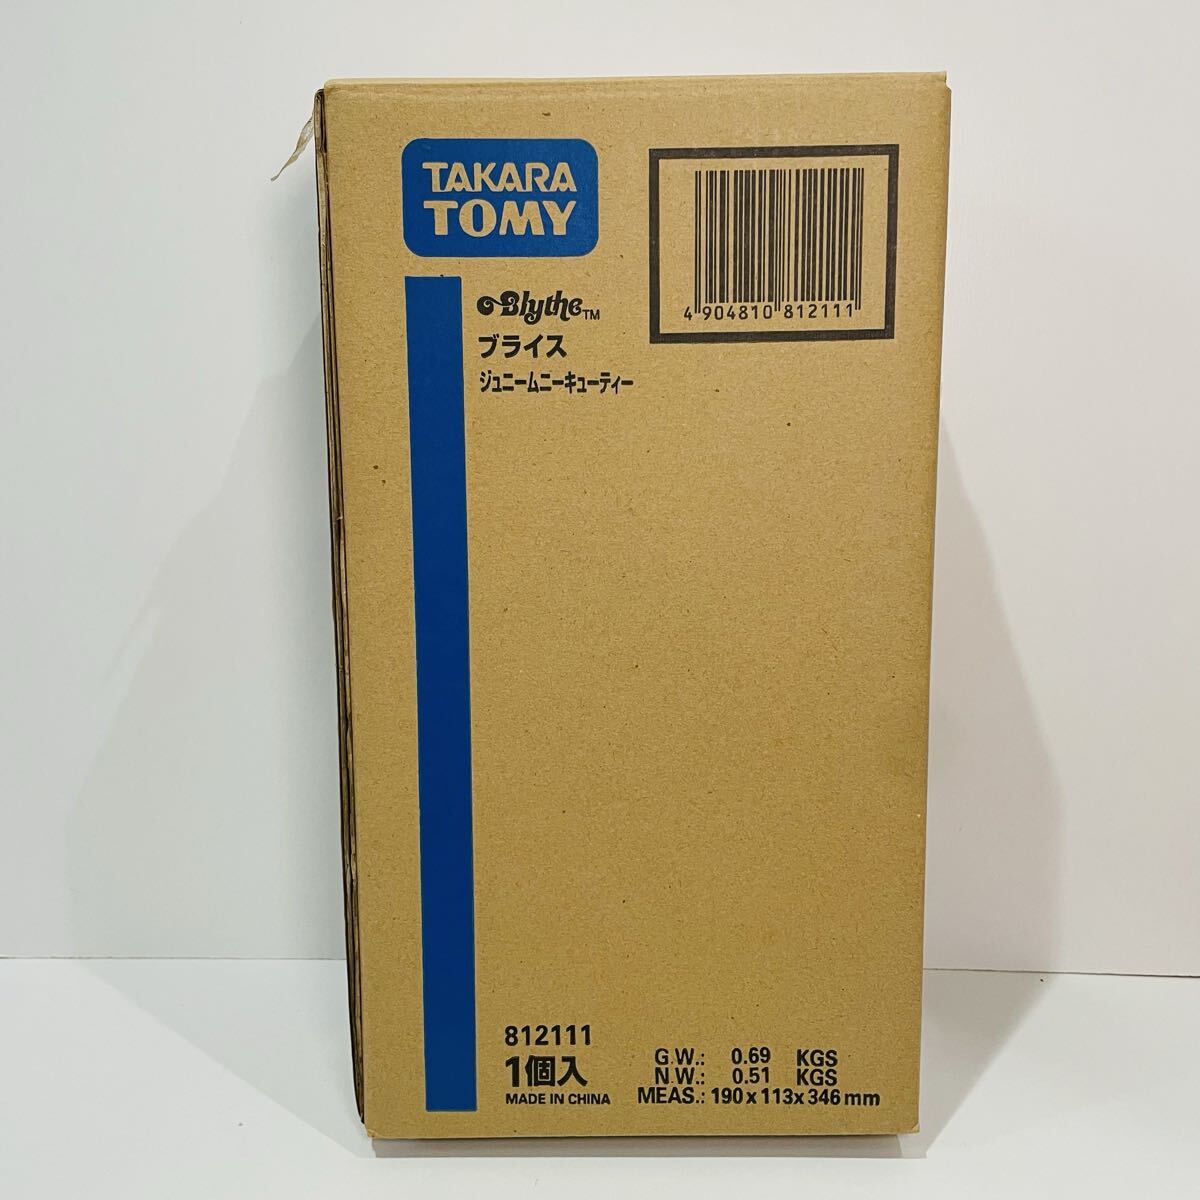 TAKARA
TOMY
4 904810 812111
Blythe™
ブライス
ジュニームニーキューティー
812111
1個入
MADE IN CHINA
G.W.: 0.69 KGS
N.W.: 0.51 KGS
MEAS.: 190 x 113 x 346 mm